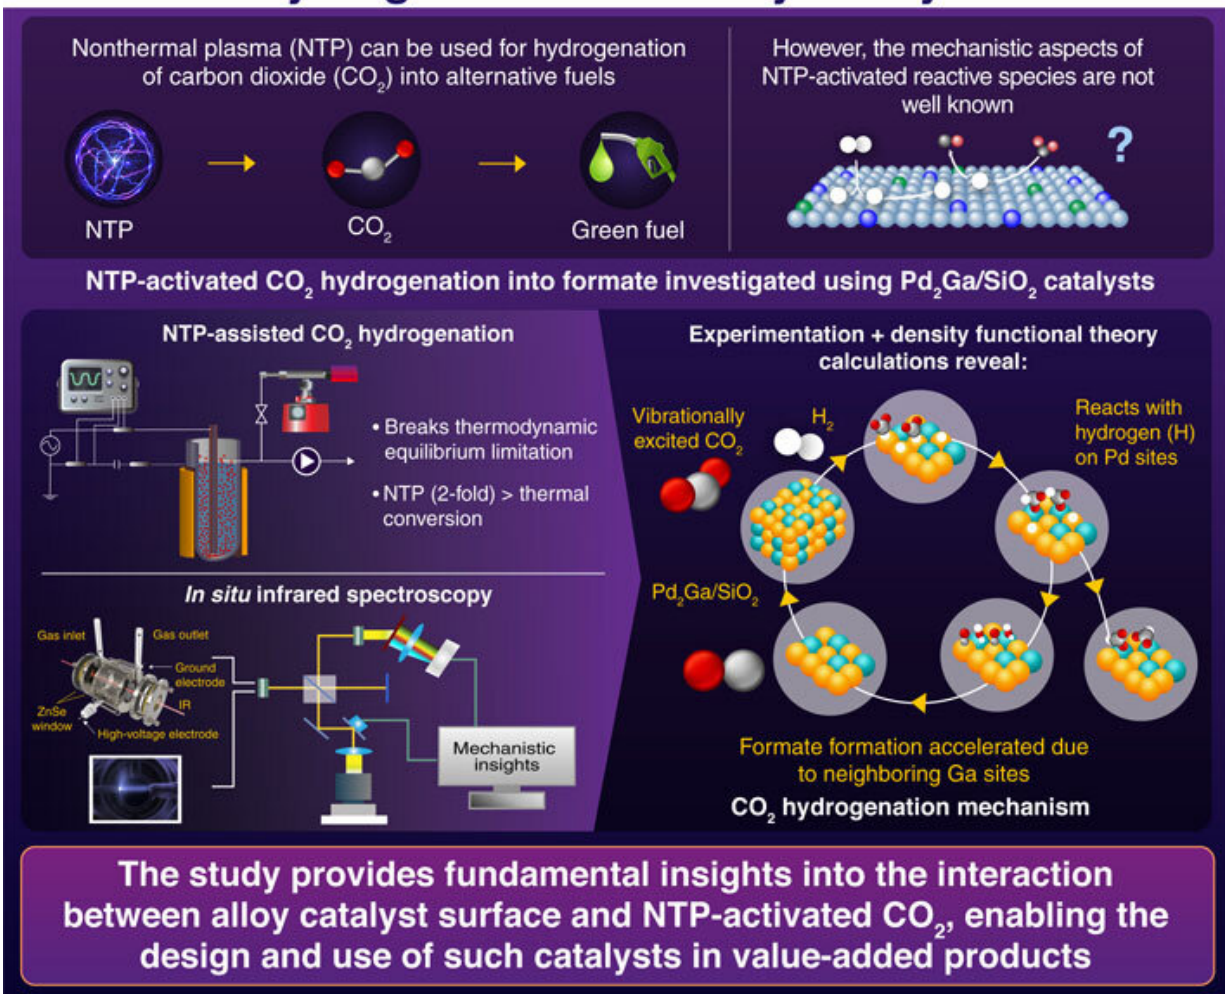 Nonthermal plasma (NTP) can be used for hydrogenation
of carbon dioxide (CO₂) into alternative fuels
NTP
CO₂
Green fuel
However, the mechanistic aspects of
NTP-activated reactive species are not
well known
?
NTP-activated CO₂ hydrogenation into formate investigated using Pd₂Ga/SiO₂ catalysts
NTP-assisted CO₂ hydrogenation
• Breaks thermodynamic
equilibrium limitation
• NTP (2-fold) > thermal
conversion
In situ infrared spectroscopy
Gas inlet
Gas outlet
Ground
electrode
IR
ZnSe
window
High-voltage electrode
Mechanistic
insights
Experimentation + density functional theory
calculations reveal:
Vibrationally
excited CO₂
H₂
Reacts with
hydrogen (H)
on Pd sites
Pd₂Ga/SiO₂
Formate formation accelerated due
to neighboring Ga sites
CO₂ hydrogenation mechanism
The study provides fundamental insights into the interaction
between alloy catalyst surface and NTP-activated CO₂, enabling the
design and use of such catalysts in value-added products